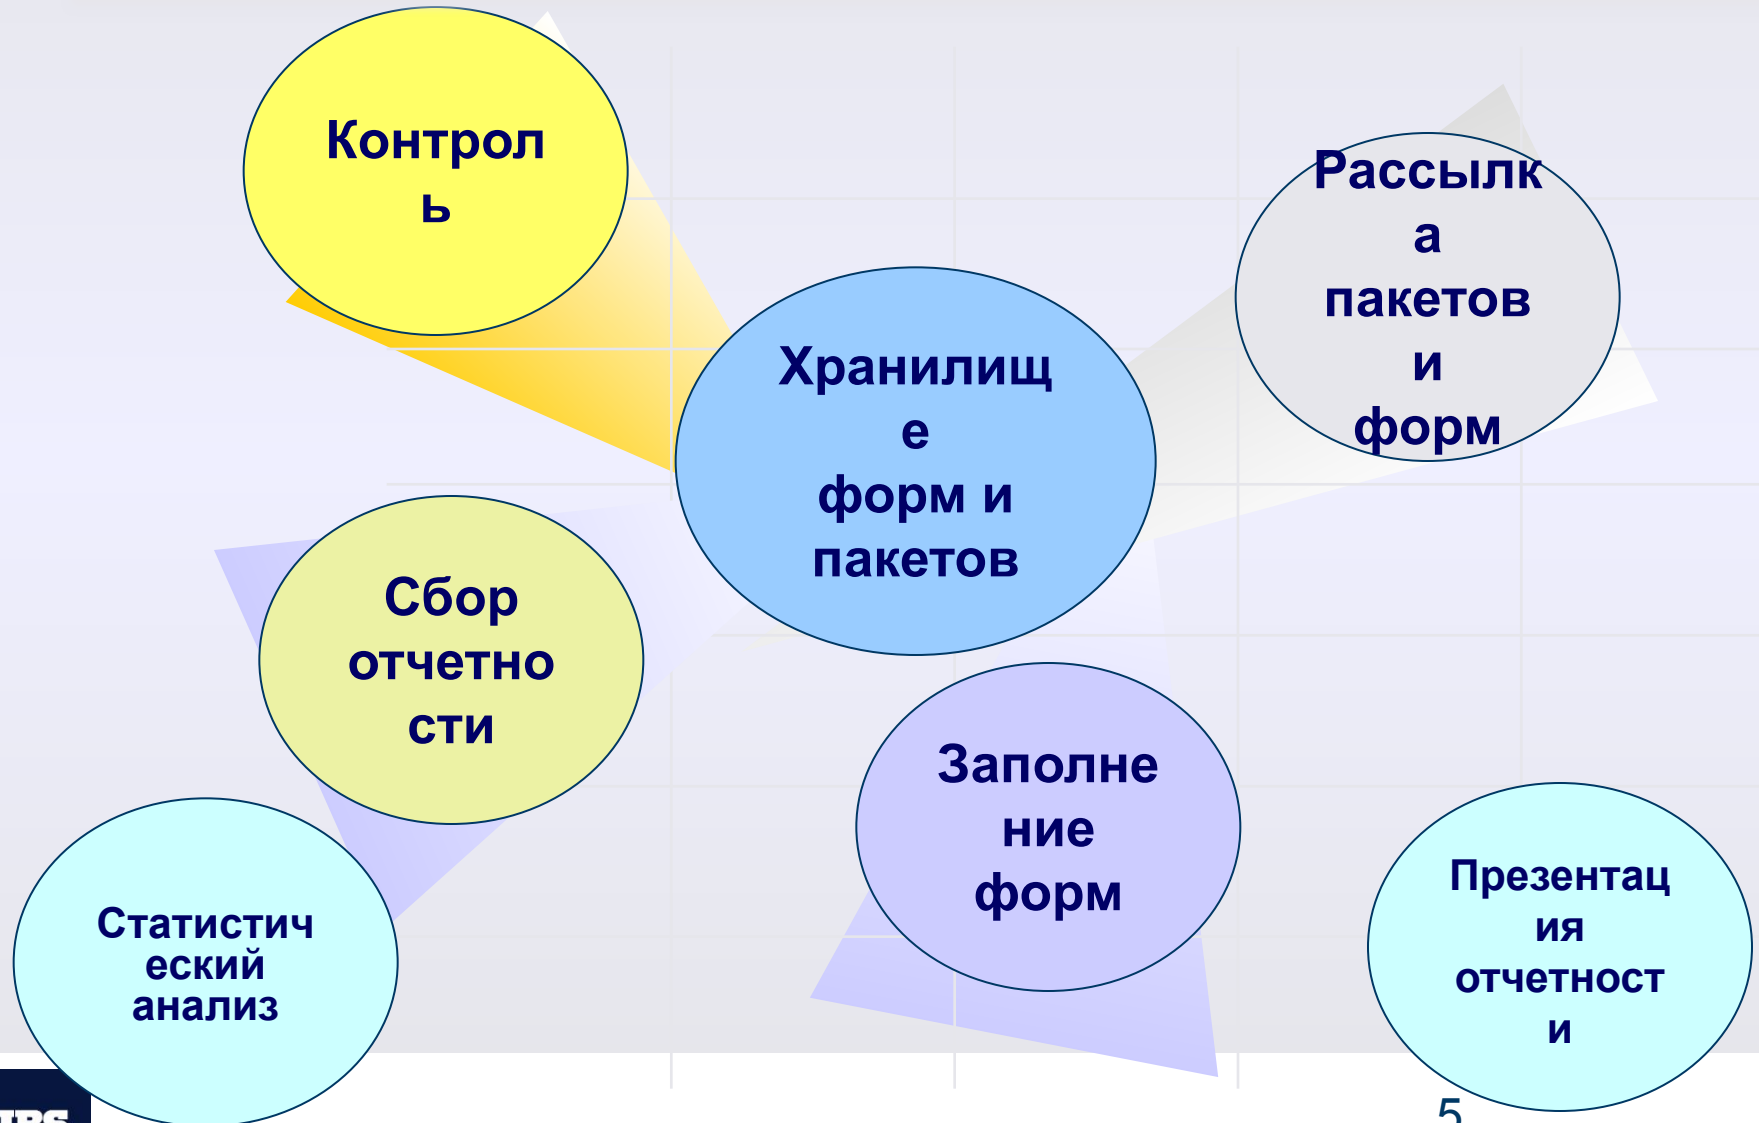 Контрол
ь
Рассылк
а
пакетов
и
форм
Хранилищ
е
форм и
пакетов
Сбор
отчетно
сти
Заполне
ние
форм
Статистич
еский
анализ
Презентац
ия
отчетност
и
IBS
5